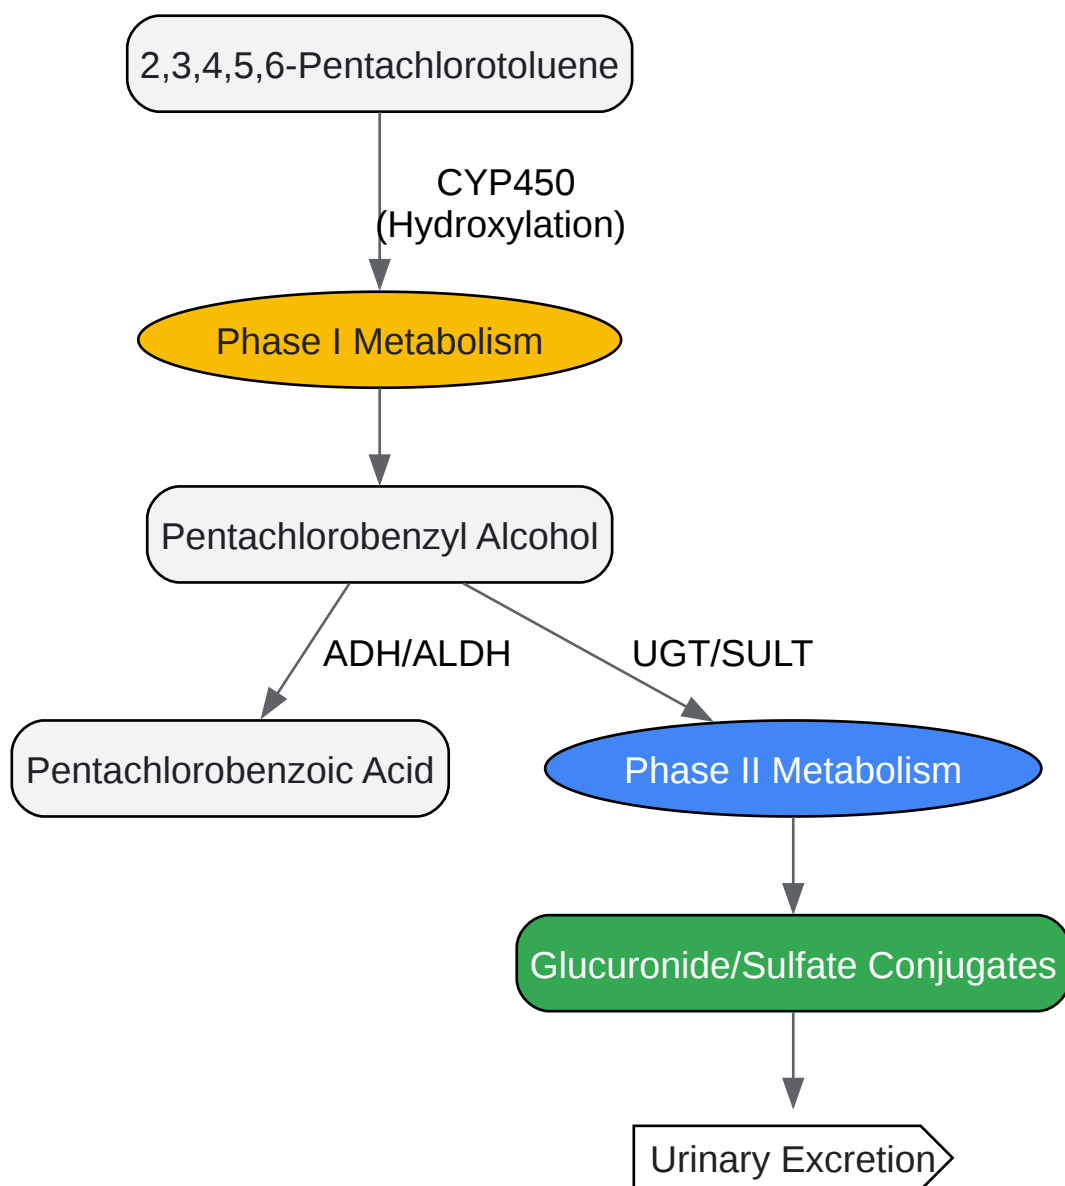 2,3,4,5,6-Pentachlorotoluene
CYP450
(Hydroxylation)
Phase I Metabolism
Pentachlorobenzyl Alcohol
ADH/ALDH
UGT/SULT
Pentachlorobenzoic Acid
Phase II Metabolism
Glucuronide/Sulfate Conjugates
Urinary Excretion